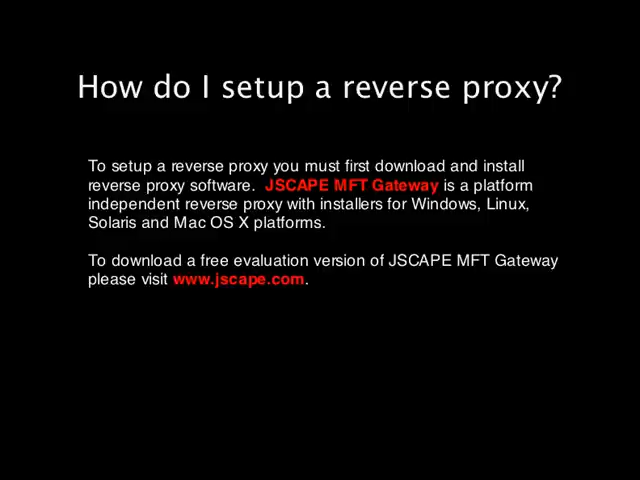 How do I setup a reverse proxy?
To setup a reverse proxy you must first download and install
reverse proxy software.  JSCAPE MFT Gateway is a platform
independent reverse proxy with installers for Windows, Linux,
Solaris and Mac OS X platforms.
To download a free evaluation version of JSCAPE MFT Gateway
please visit www.jscape.com.